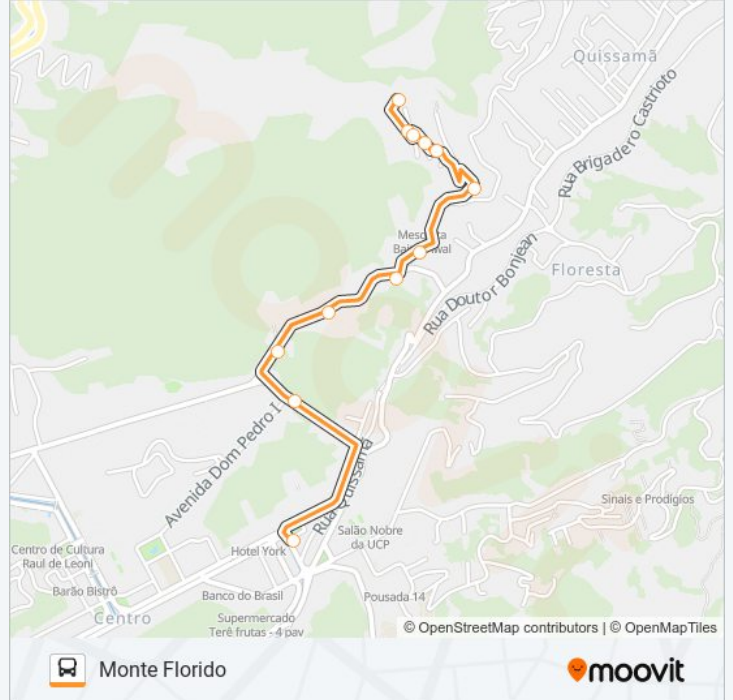 Quissamã
Rua Brigadero Castrioto
Mesquita
Floresta
Rua Doutor Bonjean
Avenida Dom Pedro I
Rua Quissamã
Sinais e Prodígios
Salão Nobre
da UCP
Centro de Cultura
Raul de Leoni
Hotel York
Barão Bistrô
Banco do Brasil
Pousada 14
Centro
Supermercado
Terê frutas - 4 pav
© OpenStreetMap contributors | © OpenMapTiles
Monte Florido
moovit